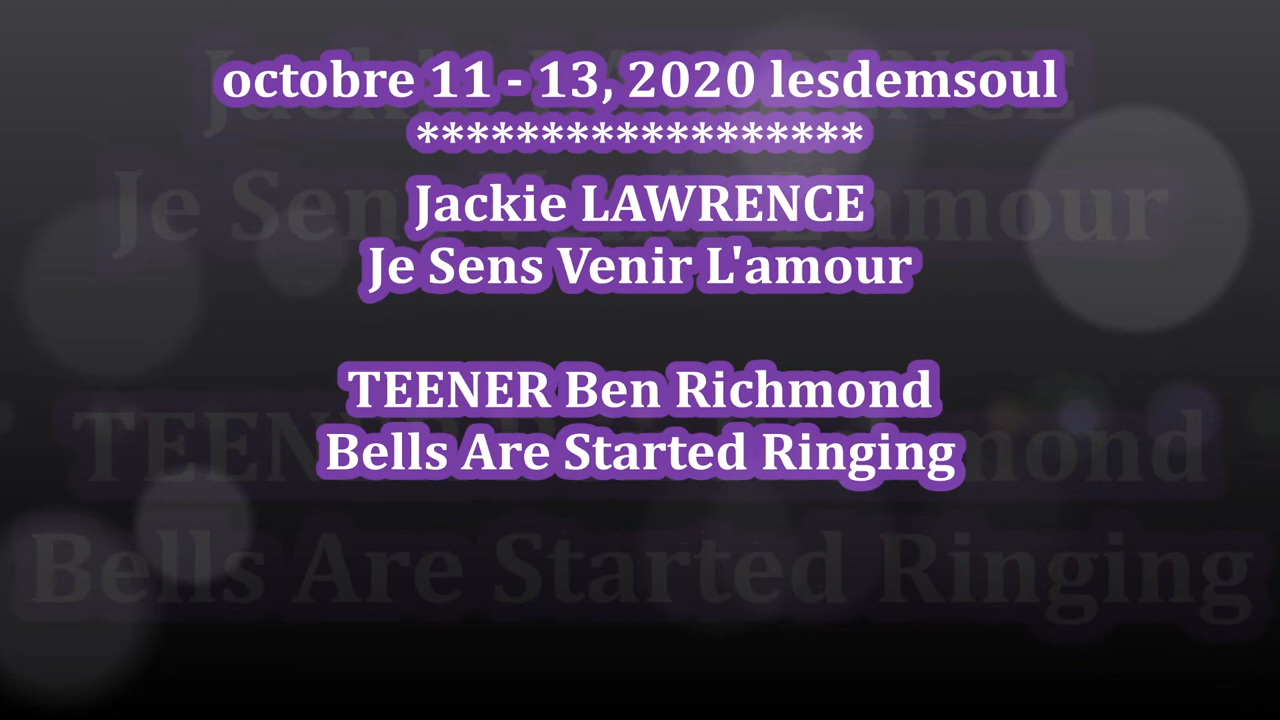 octobre 11 - 13, 2020 lesdemsoul
******************
Jackie LAWRENCE
Je Sens Venir L'amour
TEENER Ben Richmond
Bells Are Started Ringing